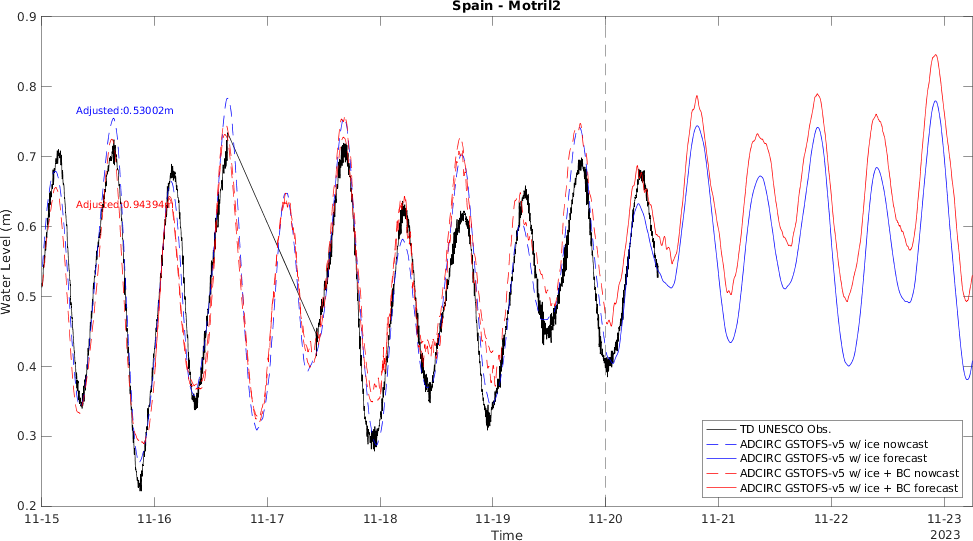 Spain - Motril2
0.9
0.8
0.7
0.6
0.5
0.4
0.3
0.2
Water Level (m)
Adjusted:0.53002m
Adjusted:0.94394m
TD UNESCO Obs.
ADCIRC GSTOFS-v5 w/ ice nowcast
ADCIRC GSTOFS-v5 w/ ice forecast
ADCIRC GSTOFS-v5 w/ ice + BC nowcast
ADCIRC GSTOFS-v5 w/ ice + BC forecast
11-15 11-16 11-17 11-18 11-19 11-20 11-21 11-22 11-23
2023
Time